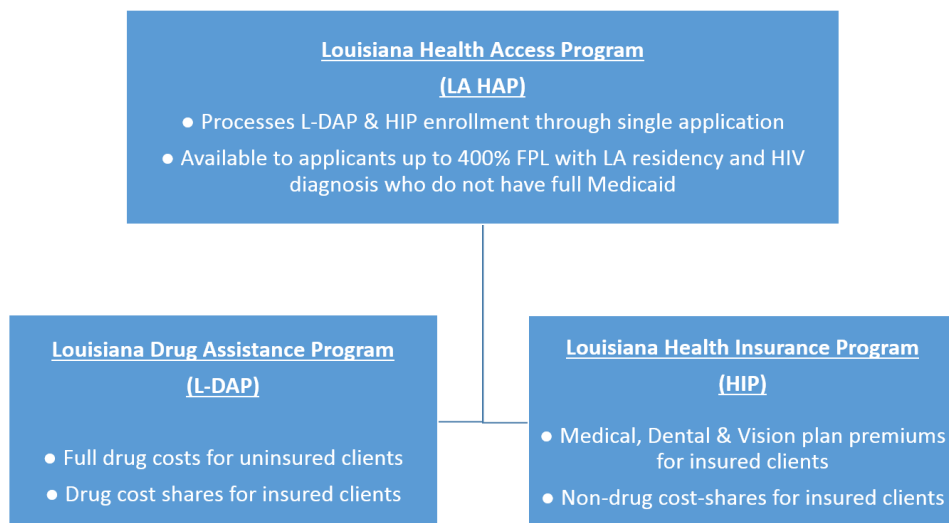 Louisiana Health Access Program
(LA HAP)
● Processes L-DAP & HIP enrollment through single application
● Available to applicants up to 400% FPL with LA residency and HIV
diagnosis who do not have full Medicaid
Louisiana Drug Assistance Program
(L-DAP)
● Full drug costs for uninsured clients
● Drug cost shares for insured clients
Louisiana Health Insurance Program
(HIP)
● Medical, Dental & Vision plan premiums
for insured clients
● Non-drug cost-shares for insured clients